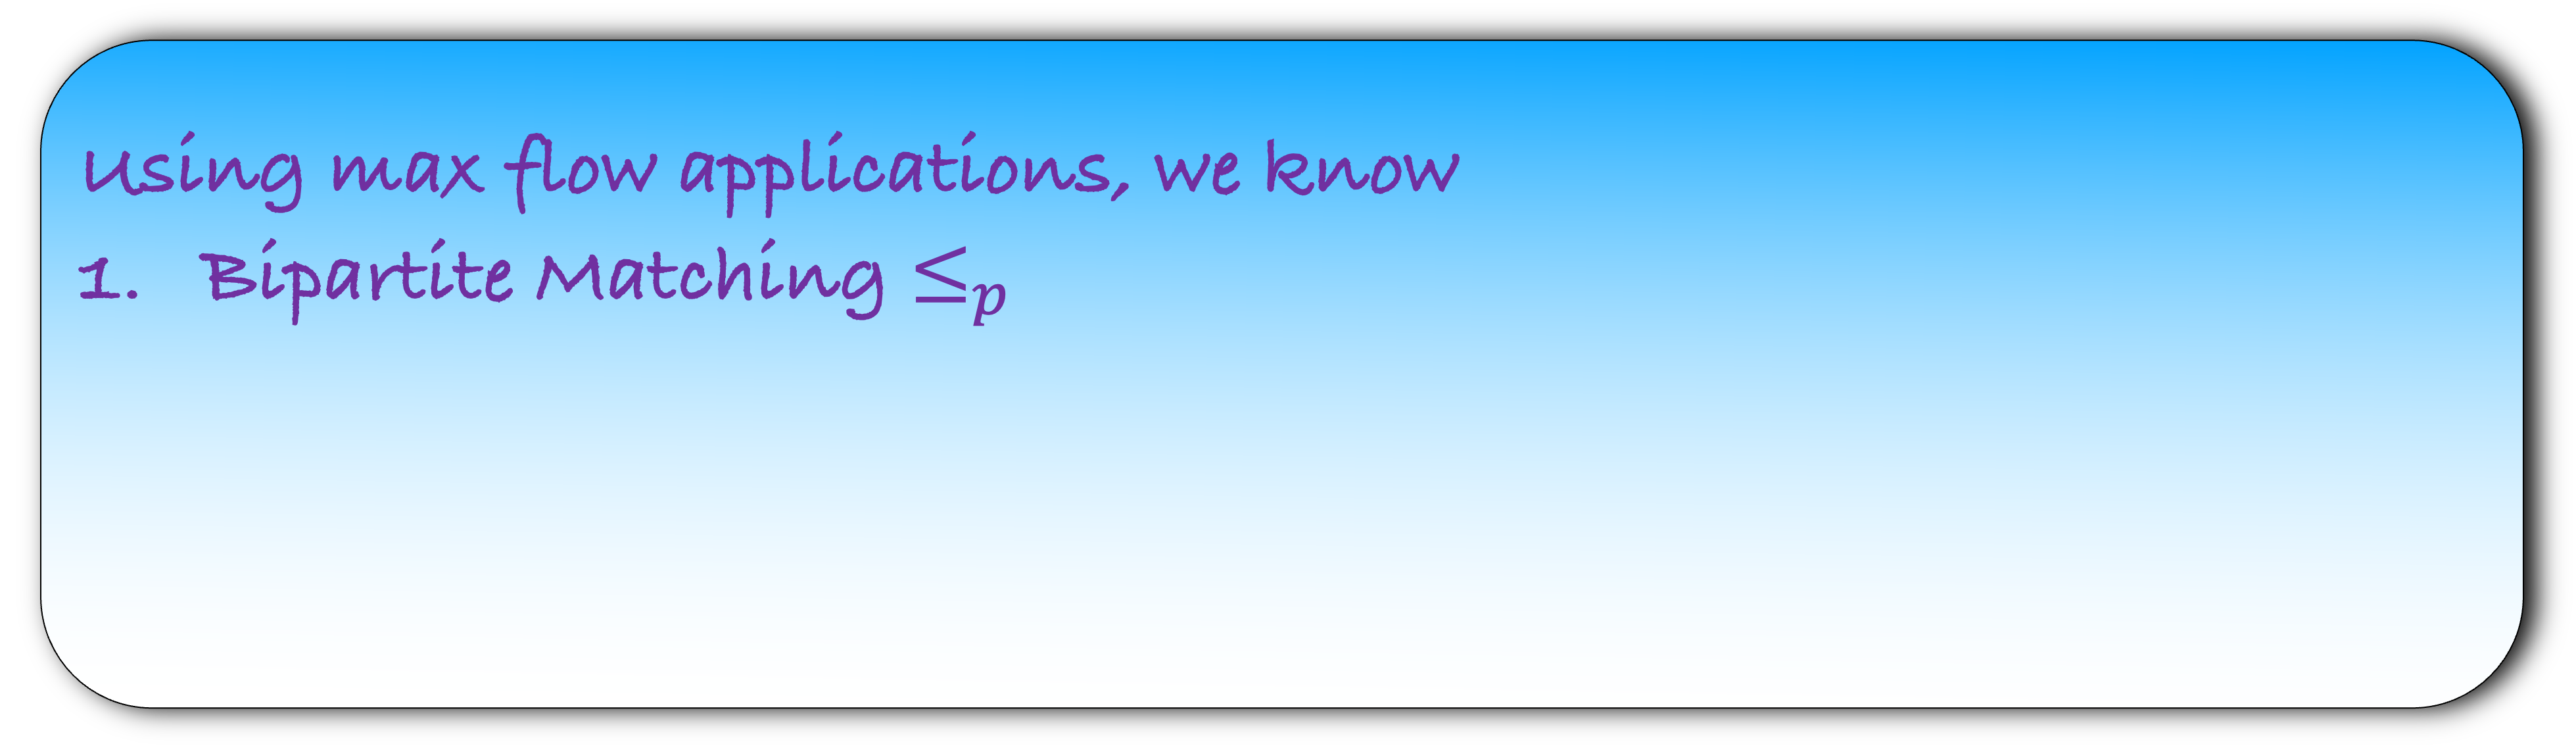 Using max flow applications, we know
1. Bipartite Matching ≤p